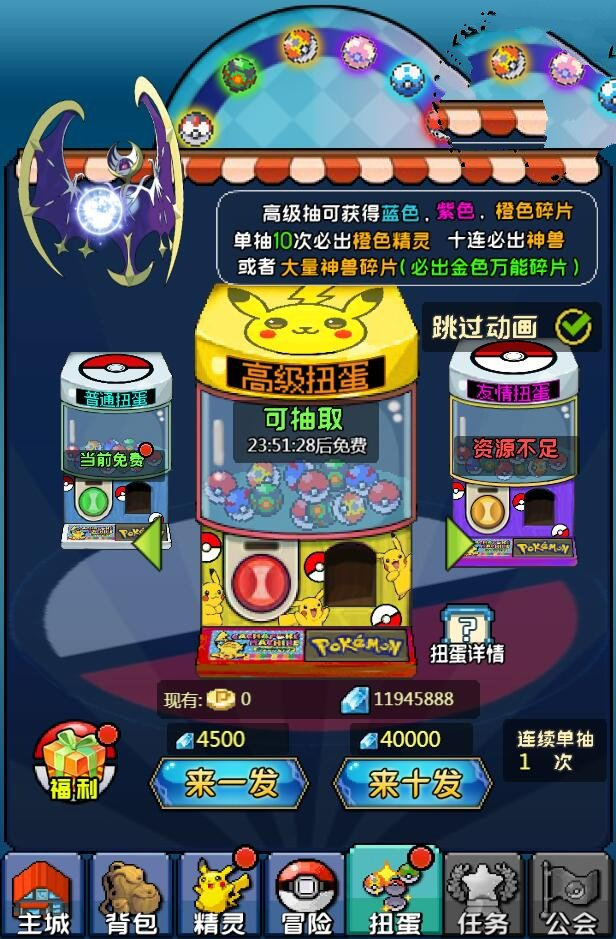 高级抽可获得蓝色，紫色，橙色碎片
单抽10次必出橙色精灵 十连必出神兽
或者大量神兽碎片(必出金色万能碎片)
跳过动画
普通扭蛋
高级扭蛋
友情扭蛋
当前免费
可抽取
23:51:28后免费
资源不足
POKéMON
POKéMON
POKéMON
扭蛋详情
现有: 0
11945888
4500
40000
连续单抽
1 次
福利
来一发
来十发
主城
背包
精灵
冒险
扭蛋
任务
公会